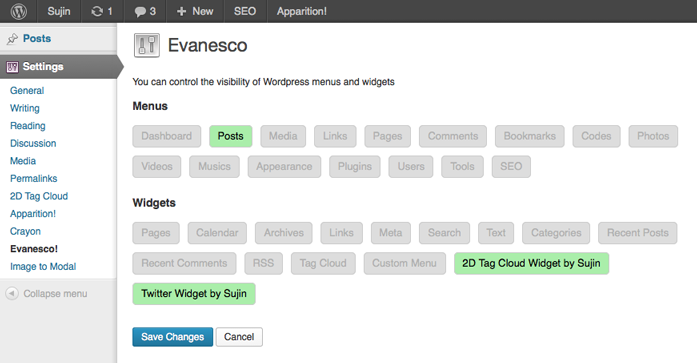 Sujin 1 3 + New SEO Apparition!
Posts
Settings
General
Writing
Reading
Discussion
Media
Permalinks
2D Tag Cloud
Apparition!
Crayon
Evanesco!
Image to Modal
Collapse menu
Evanesco
You can control the visibility of Wordpress menus and widgets
Menus
Dashboard Posts Media Links Pages Comments Bookmarks Codes Photos
Videos Musics Appearance Plugins Users Tools SEO
Widgets
Pages Calendar Archives Links Meta Search Text Categories Recent Posts
Recent Comments RSS Tag Cloud Custom Menu 2D Tag Cloud Widget by Sujin
Twitter Widget by Sujin
Save Changes Cancel